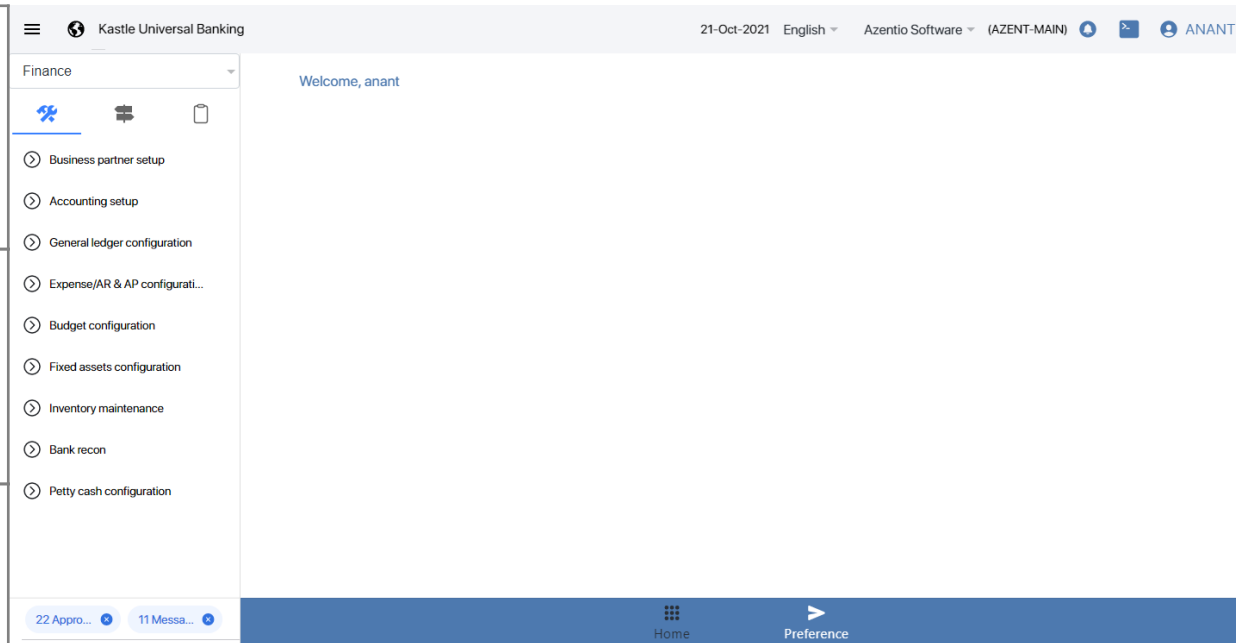 Kastle Universal Banking 21-Oct-2021 English Azentio Software (AZENT-MAIN) ANANT
Finance
Welcome, anant
Business partner setup
Accounting setup
General ledger configuration
Expense/AR & AP configurati...
Budget configuration
Fixed assets configuration
Inventory maintenance
Bank recon
Petty cash configuration
22 Appro... 11 Messa...
Home Preference